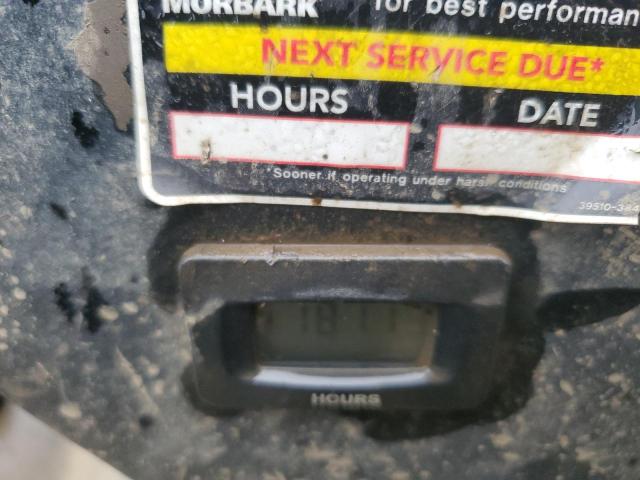 MORBARK for best performan
NEXT SERVICE DUE*
HOURS DATE
*Sooner if operating under harsh conditions
HOURS